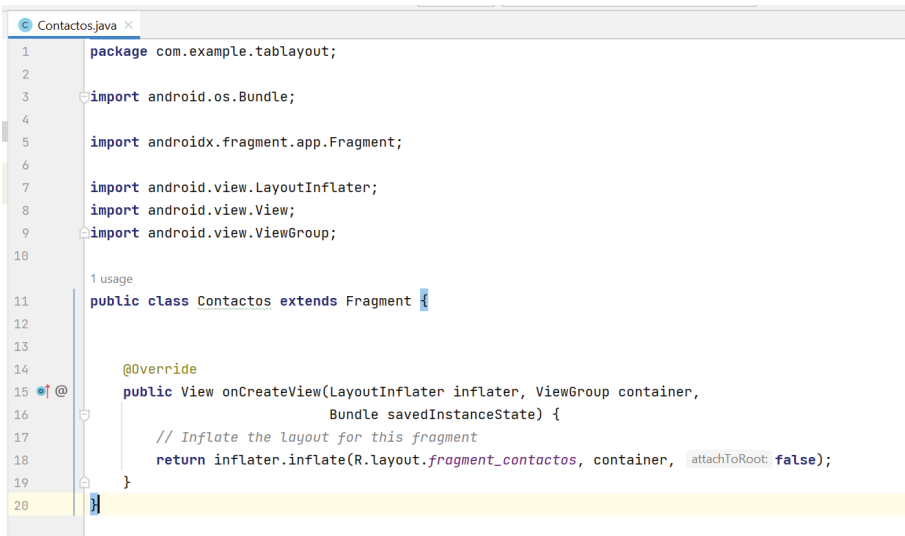 Contactos.java
1 package com.example.tablayout;
2
3 import android.os.Bundle;
4
5 import androidx.fragment.app.Fragment;
6
7 import android.view.LayoutInflater;
8 import android.view.View;
9 import android.view.ViewGroup;
10
1 usage
11 public class Contactos extends Fragment {
12
13
14 @Override
15 @ public View onCreateView(LayoutInflater inflater, ViewGroup container,
16 Bundle savedInstanceState) {
17 // Inflate the layout for this fragment
18 return inflater.inflate(R.layout.fragment_contactos, container, attachToRoot: false);
19 }
20 }